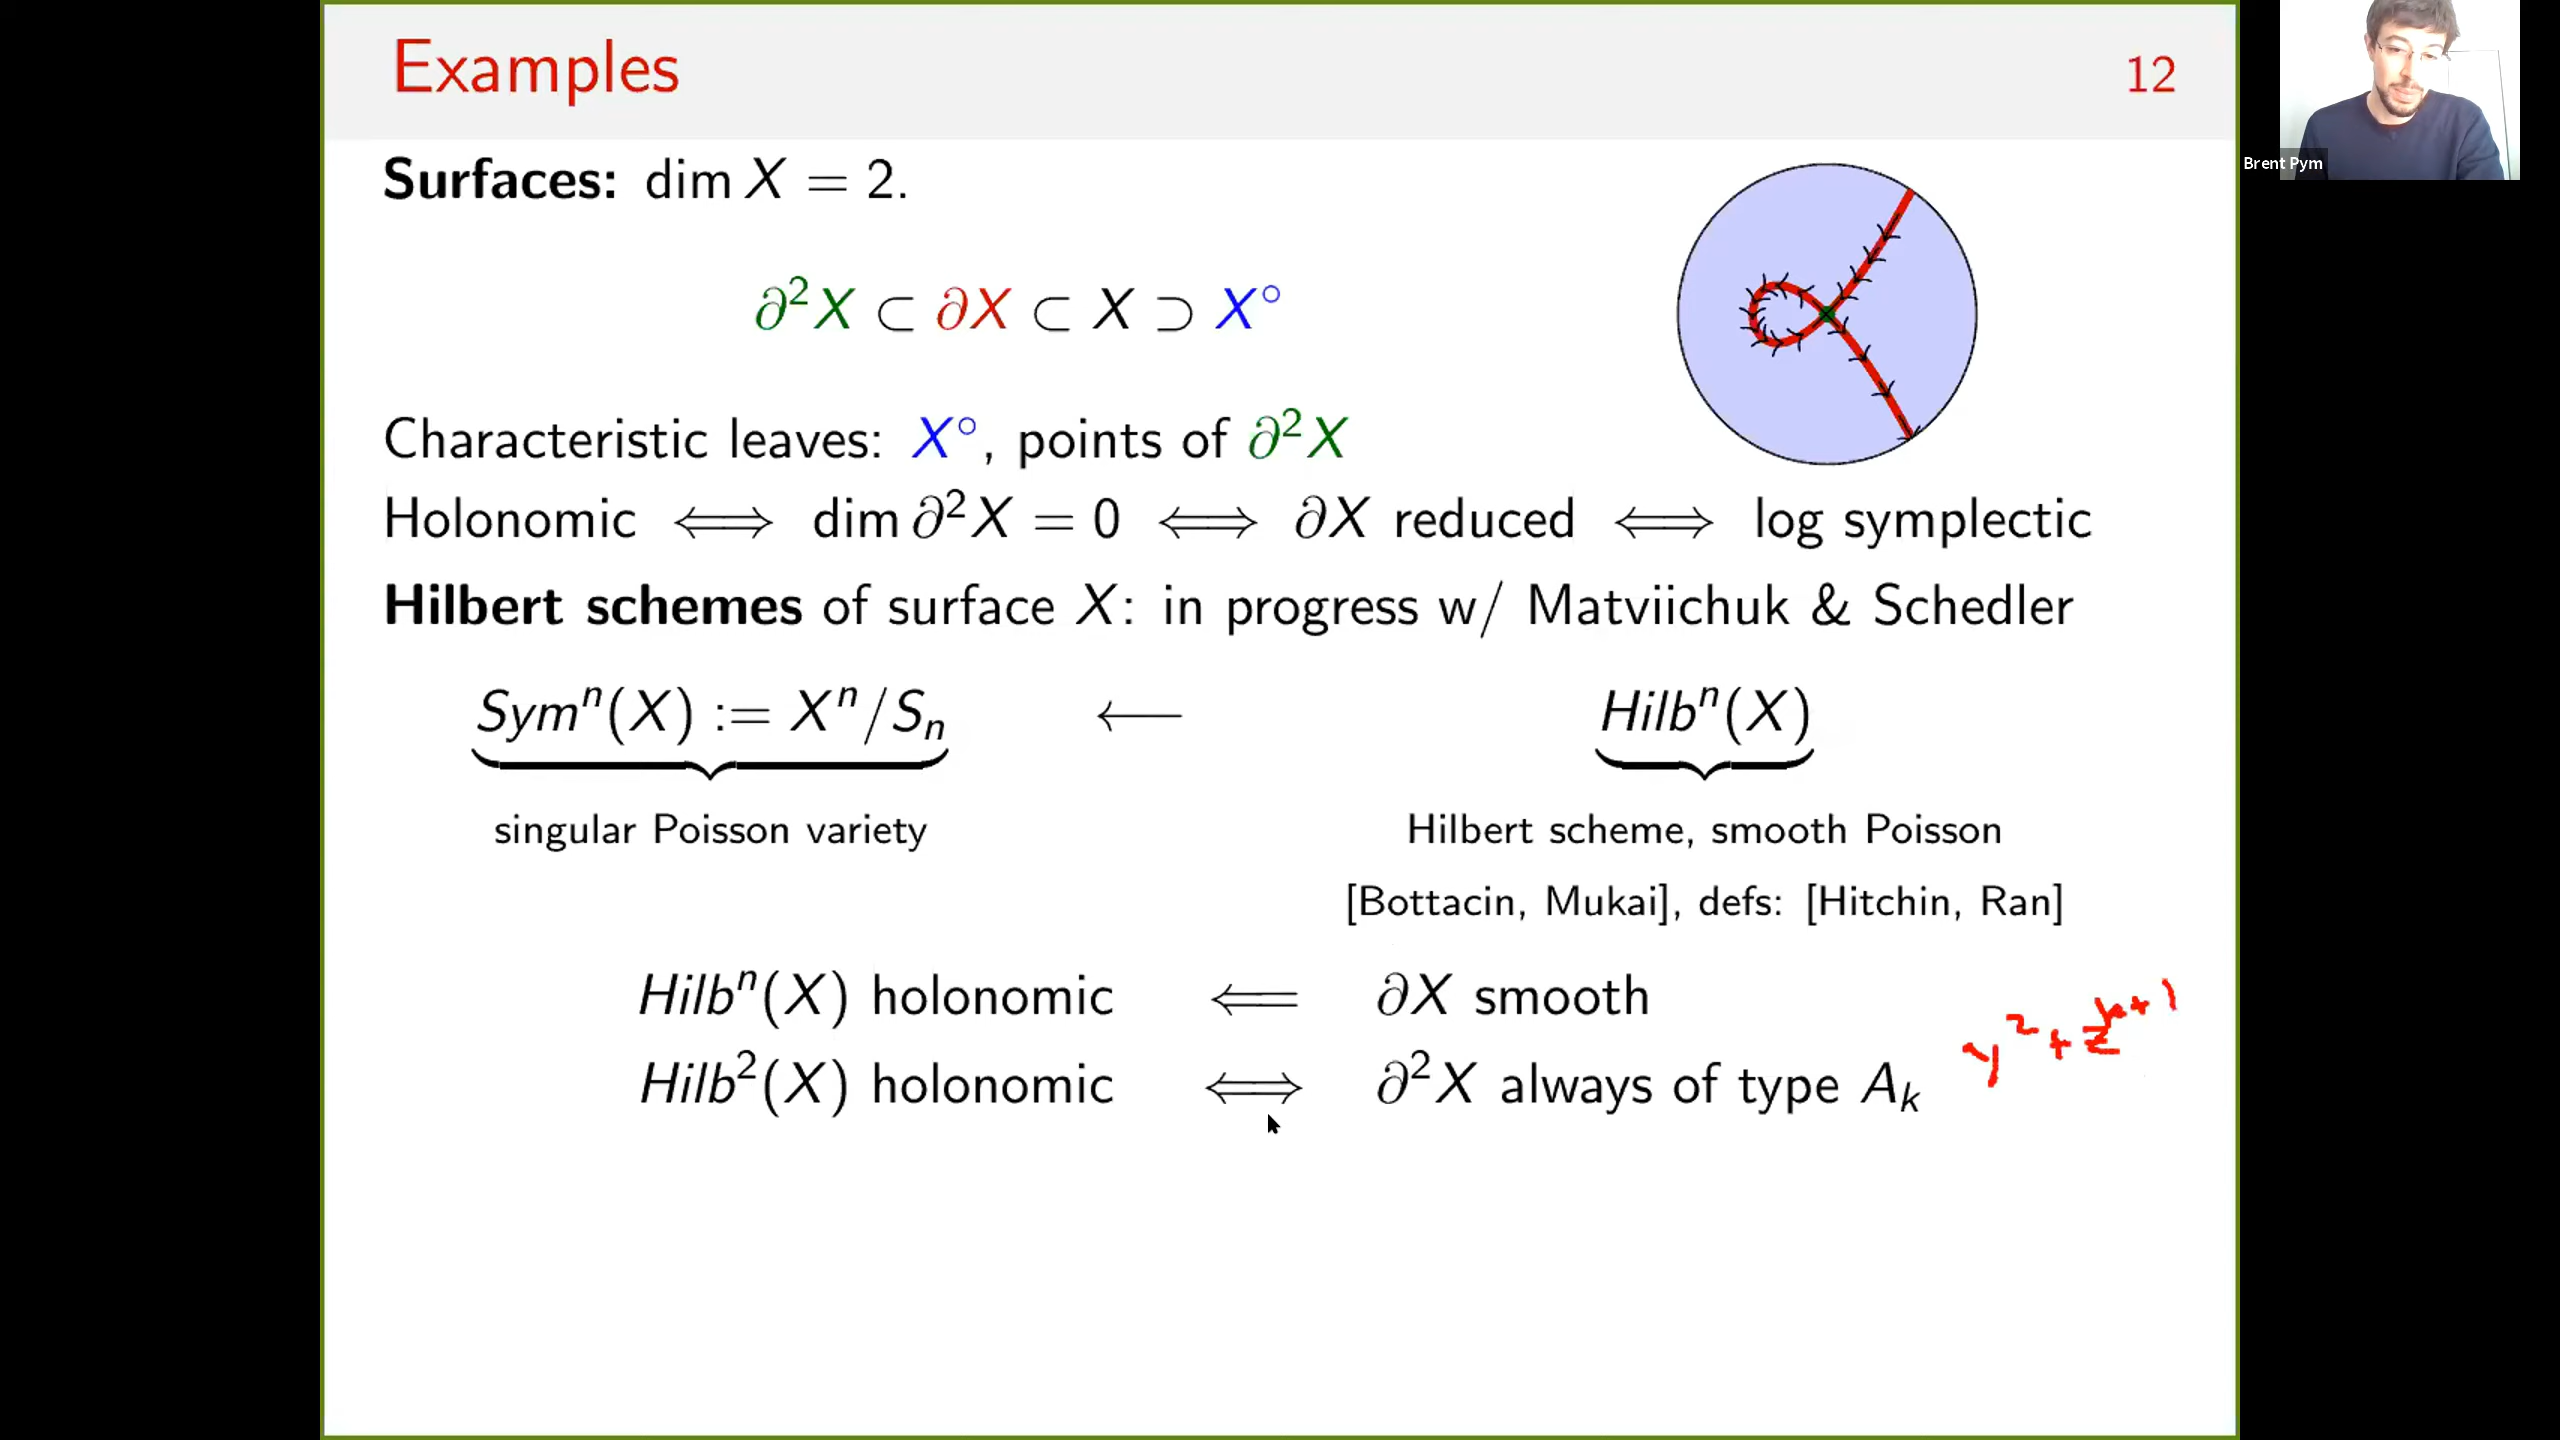 Examples
12
Brent Pym
Surfaces: dim X = 2.
∂²X ⊂ ∂X ⊂ X ⊃ X°
Characteristic leaves: X°, points of ∂²X
Holonomic ⟺ dim ∂²X = 0 ⟺ ∂X reduced ⟺ log symplectic
Hilbert schemes of surface X: in progress w/ Matviichuk & Schedler
Symⁿ(X) := Xⁿ/Sₙ ⟵ Hilbⁿ(X)
singular Poisson variety
Hilbert scheme, smooth Poisson
[Bottacin, Mukai], defs: [Hitchin, Ran]
Hilbⁿ(X) holonomic ⟸ ∂X smooth
y² + z^{k+1}
Hilb²(X) holonomic ⟺ ∂²X always of type Aₖ